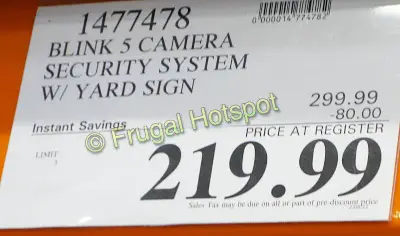 1477478
0000014774782
BLINK 5 CAMERA
SECURITY SYSTEM
W/ YARD SIGN
299.99
Instant Savings -80.00
© Frugal Hotspot
PRICE AT REGISTER
LIMIT
219.99
Sales Tax may be due on all or part of pre-discount price